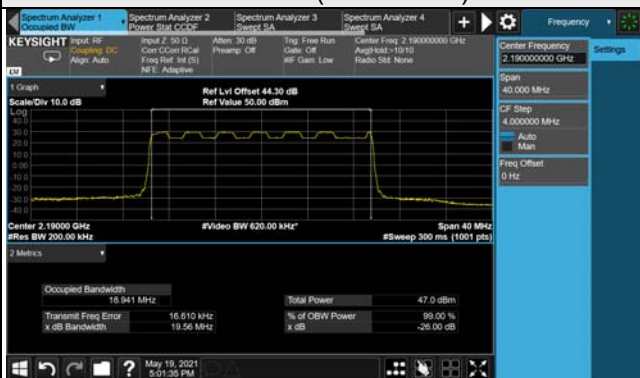 Spectrum Analyzer 1
Occupied BW
Spectrum Analyzer 2
Power Stat CCDF
Spectrum Analyzer 3
Swept SA
Spectrum Analyzer 4
Swept SA
Frequency
KEYSIGHT
Input: RF
Coupling: DC
Align: Auto
Input Z: 50 Ω
Corr CCorr RCal
Freq Ref: Int (S)
NFE: Adaptive
Atten: 30 dB
Preamp: Off
Trig: Free Run
Gate: Off
#IF Gain: Low
Center Freq: 2.190000000 GHz
Avg|Hold:>10/10
Radio Std: None
Center Frequency
2.190000000 GHz
Settings
Span
40.000 MHz
CF Step
4.000000 MHz
Auto
Man
Freq Offset
0 Hz
1 Graph
Scale/Div 10.0 dB
Ref Lvl Offset 44.30 dB
Ref Value 50.00 dBm
Log
40.0
30.0
20.0
10.0
0.00
-10.0
-20.0
-30.0
-40.0
Center 2.19000 GHz
#Res BW 200.00 kHz
#Video BW 620.00 kHz*
Span 40 MHz
#Sweep 300 ms (1001 pts)
2 Metrics
Occupied Bandwidth
18.941 MHz
Total Power 47.0 dBm
Transmit Freq Error 16.610 kHz
% of OBW Power 99.00 %
x dB Bandwidth 19.56 MHz
x dB -26.00 dB
May 19, 2021
5:01:35 PM